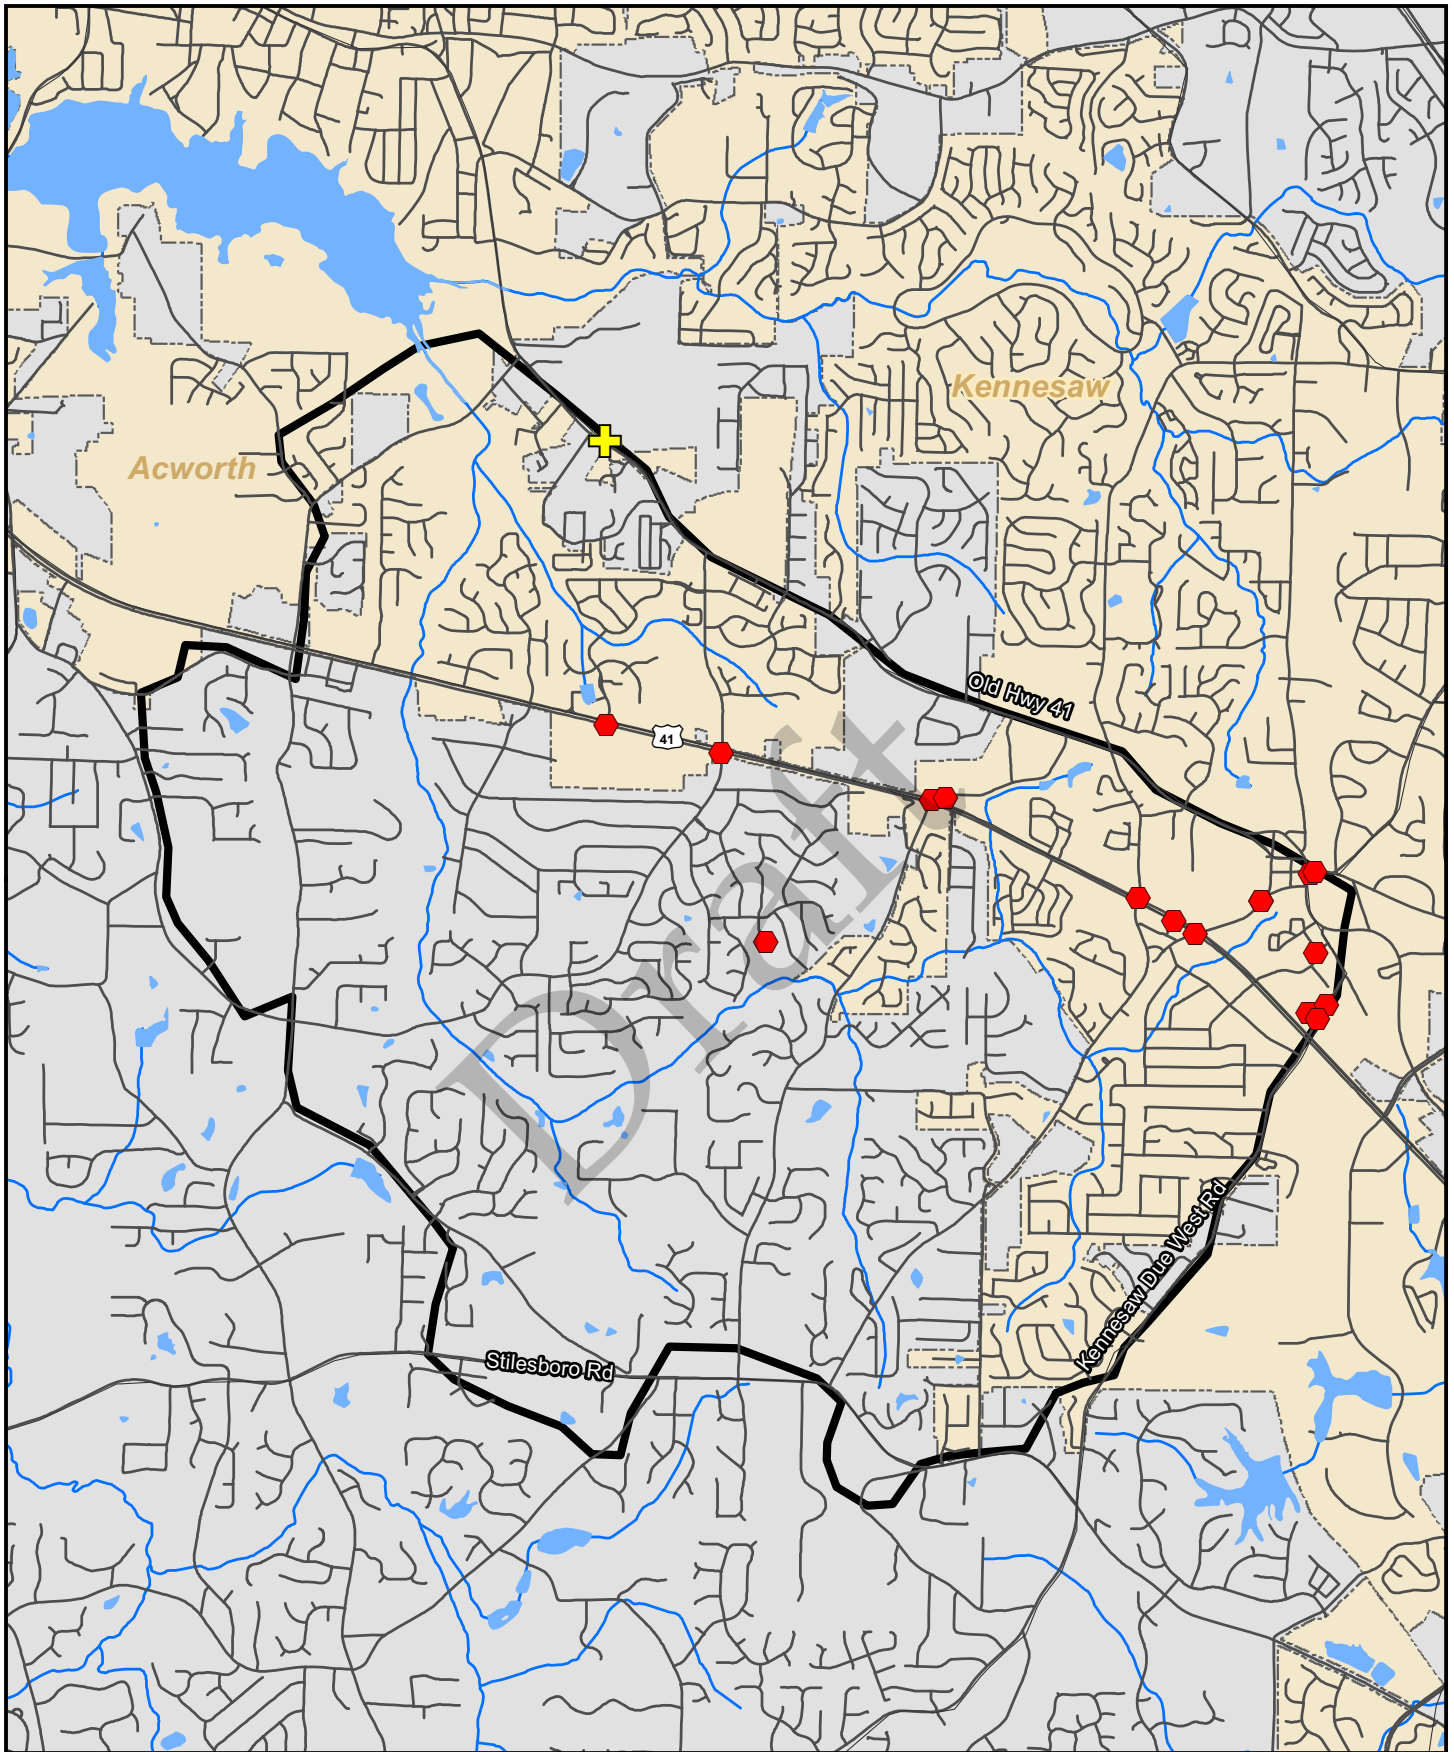 Kennesaw
Acworth
Old Hwy 41
41
Draft
Kennesaw Due West Rd
Stilesboro Rd